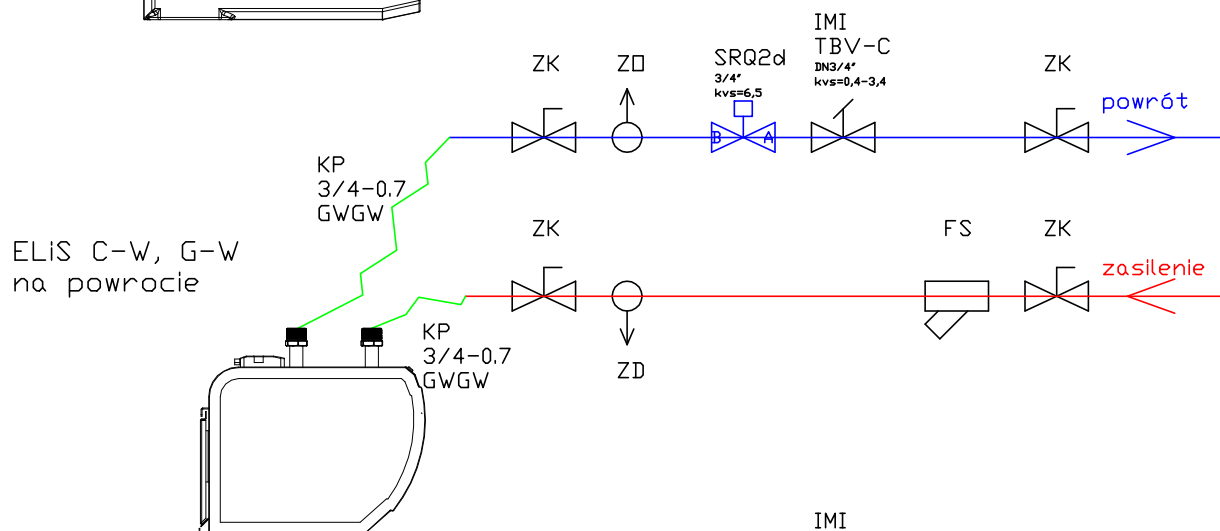 IMI
TBV-C
DN3/4"
kvs=0,4-3,4
SRQ2d
3/4"
kvs=6,5
ZK
ZO
ZK
powrót
B A
KP
3/4-0.7
GWGW
ELiS C-W, G-W
na powrocie
ZK
FS
ZK
zasilenie
KP
3/4-0.7
GWGW
ZD
IMI